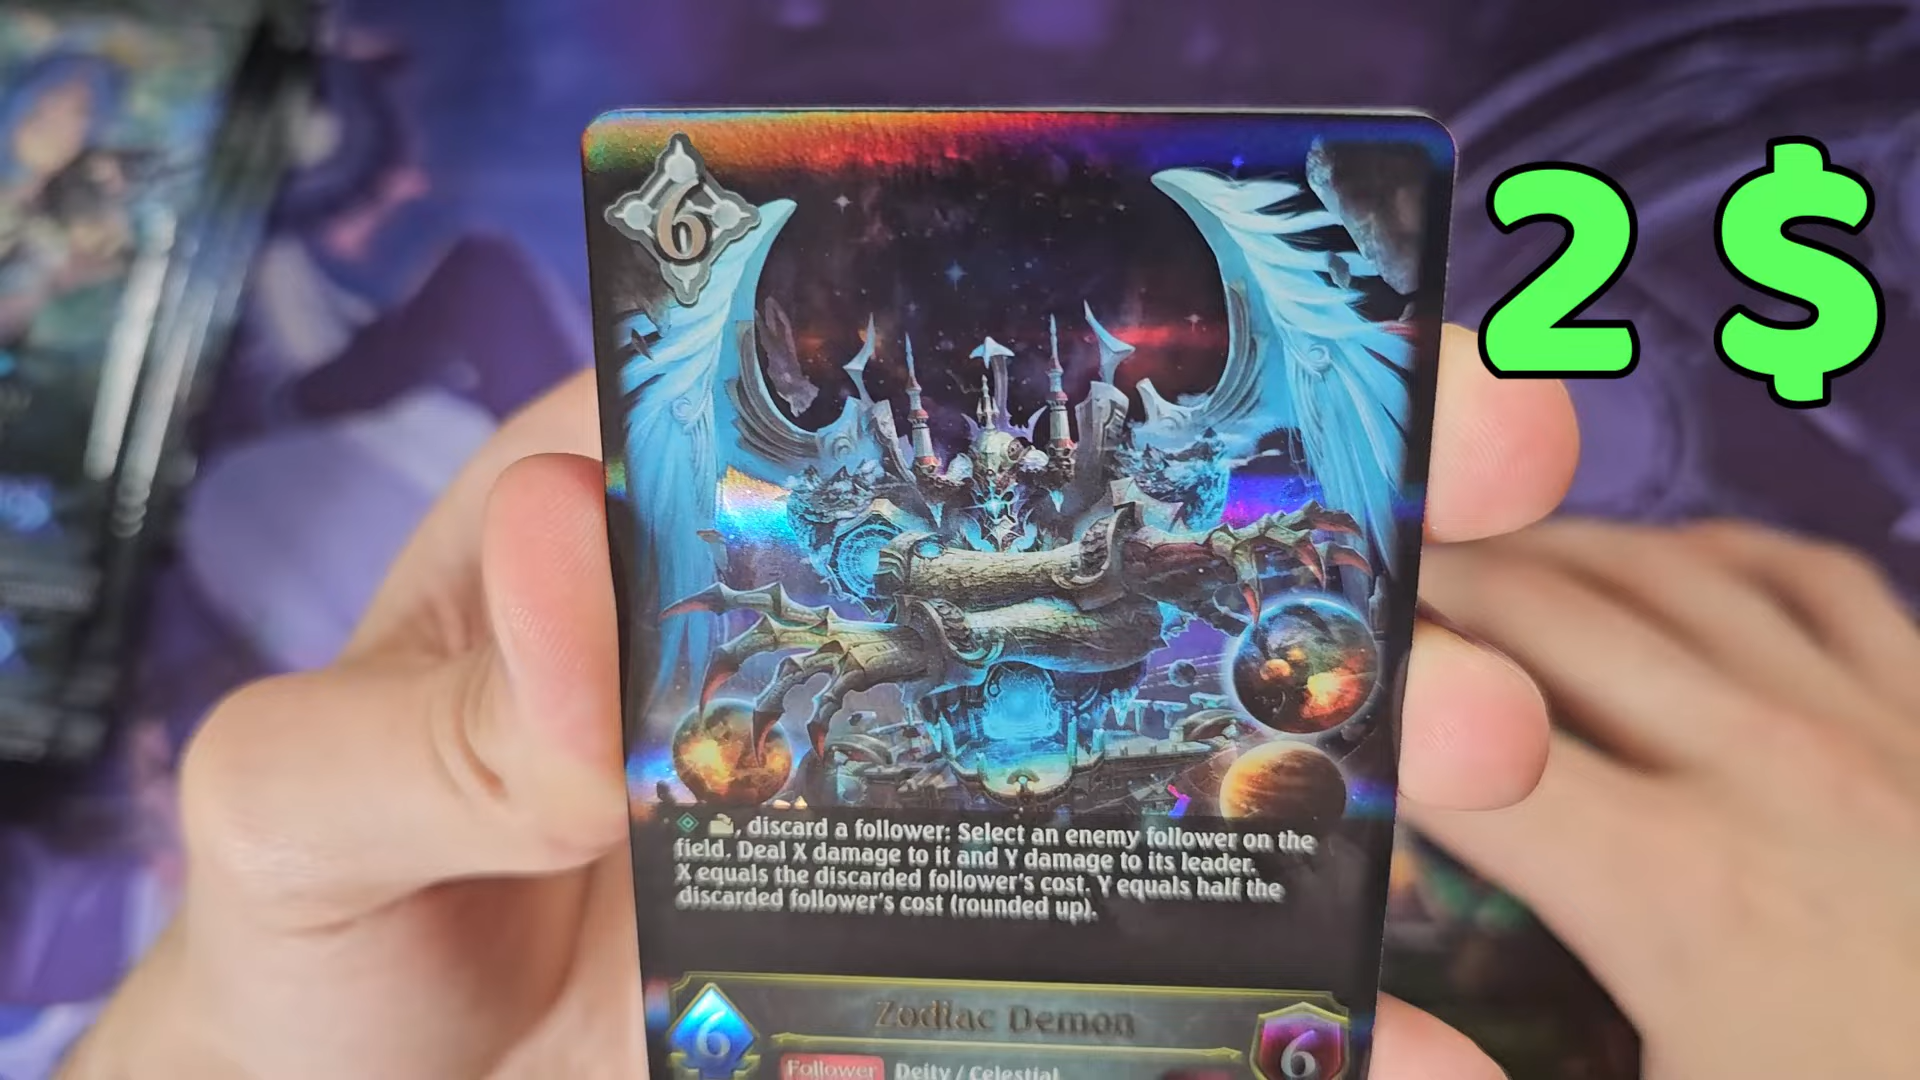 6
2 $
, discard a follower: Select an enemy follower on the
field. Deal X damage to it and Y damage to its leader.
X equals the discarded follower's cost. Y equals half the
discarded follower's cost (rounded up).
Zodiac Demon
6
6
Follower Deity / Celestial